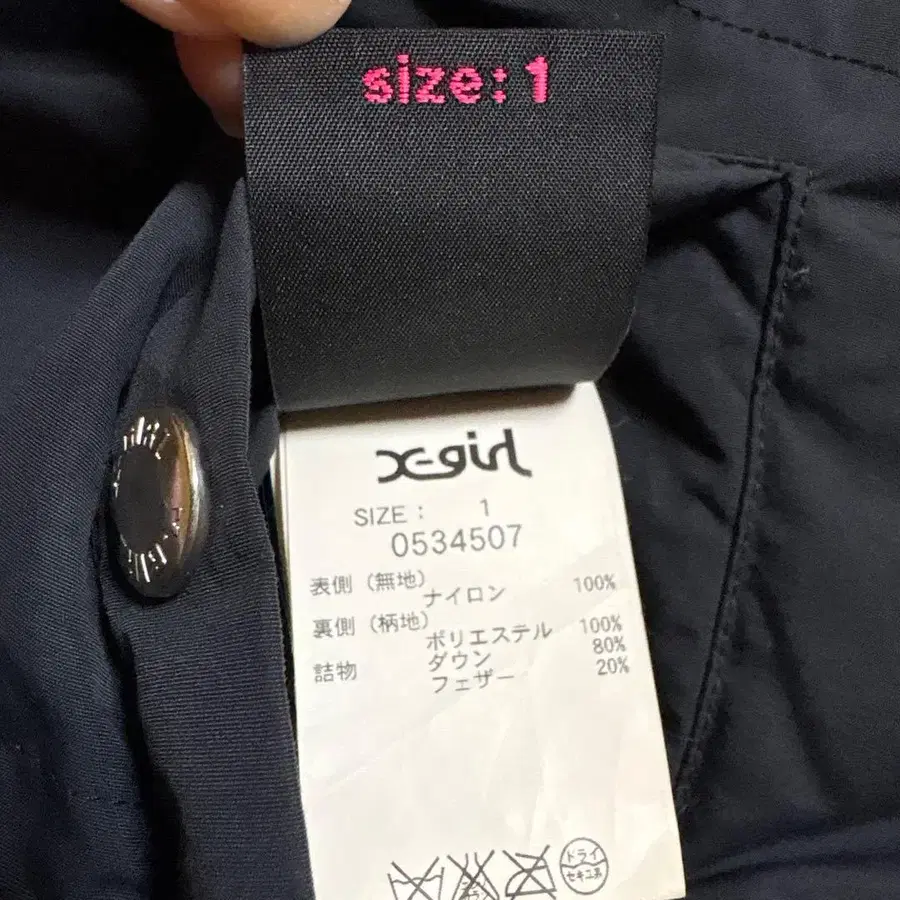 size:1
X-girl
SIZE: 1
0534507
表側(無地)
ナイロン 100%
裏側(柄地)
ポリエステル 100%
詰物 ダウン 80%
フェザー 20%
ドライ
セキユ系